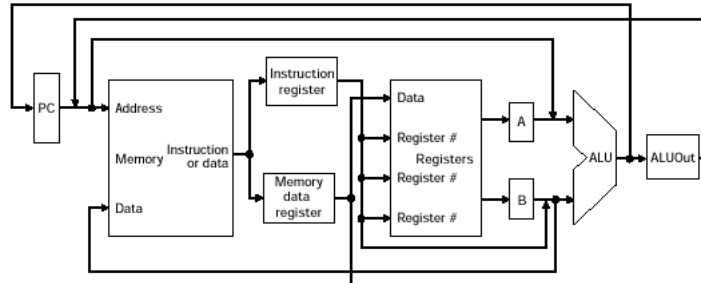 PC
Address
Memory
Instruction
or data
Data
Instruction
register
Memory
data
register
Data
Register #
Registers
Register #
Register #
A
B
ALU
ALUOut